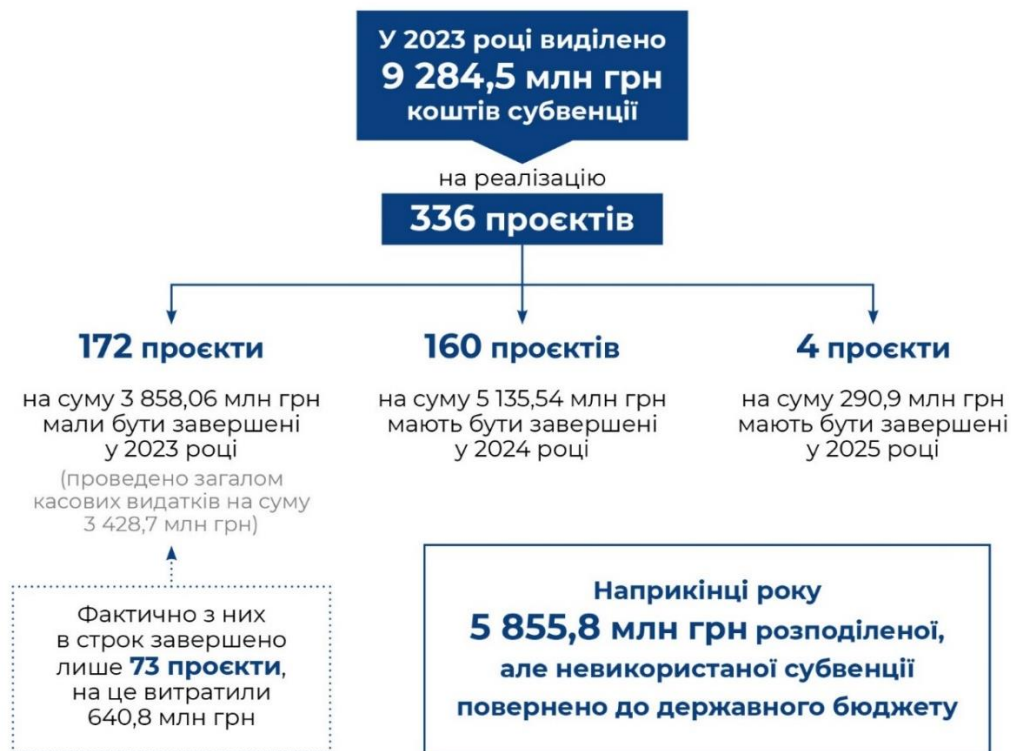 У 2023 році виділено
9 284,5 млн грн
коштів субвенції
на реалізацію
336 проєктів
172 проєкти
на суму 3 858,06 млн грн
мали бути завершені
у 2023 році
(проведено загалом
касових видатків на суму
3 428,7 млн грн)
Фактично з них
в строк завершено
лише 73 проєкти,
на це витратили
640,8 млн грн
160 проєктів
на суму 5 135,54 млн грн
мають бути завершені
у 2024 році
4 проєкти
на суму 290,9 млн грн
мають бути завершені
у 2025 році
Наприкінці року
5 855,8 млн грн розподіленої,
але невикористаної субвенції
повернено до державного бюджету